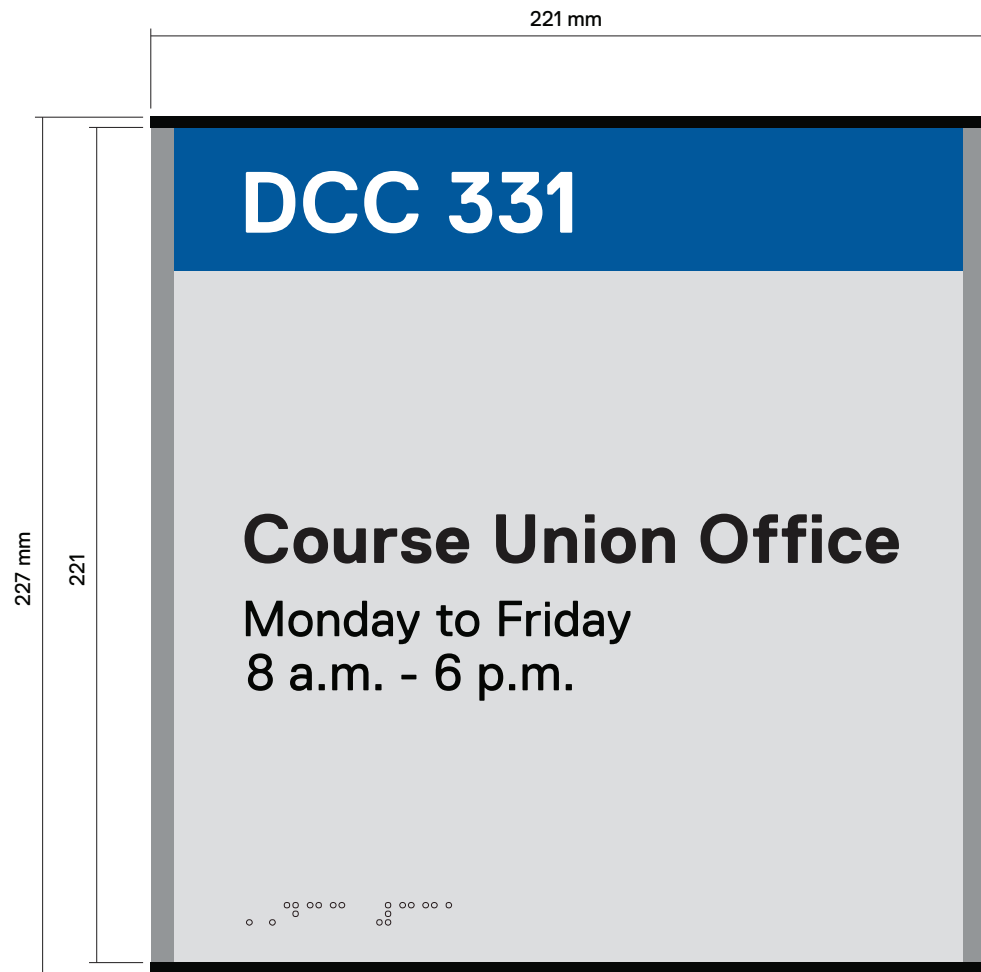 221 mm
227 mm
221
DCC 331
Course Union Office
Monday to Friday
8 a.m. - 6 p.m.
⠠⠠⠙⠉⠉ ⠼⠉⠉⠁